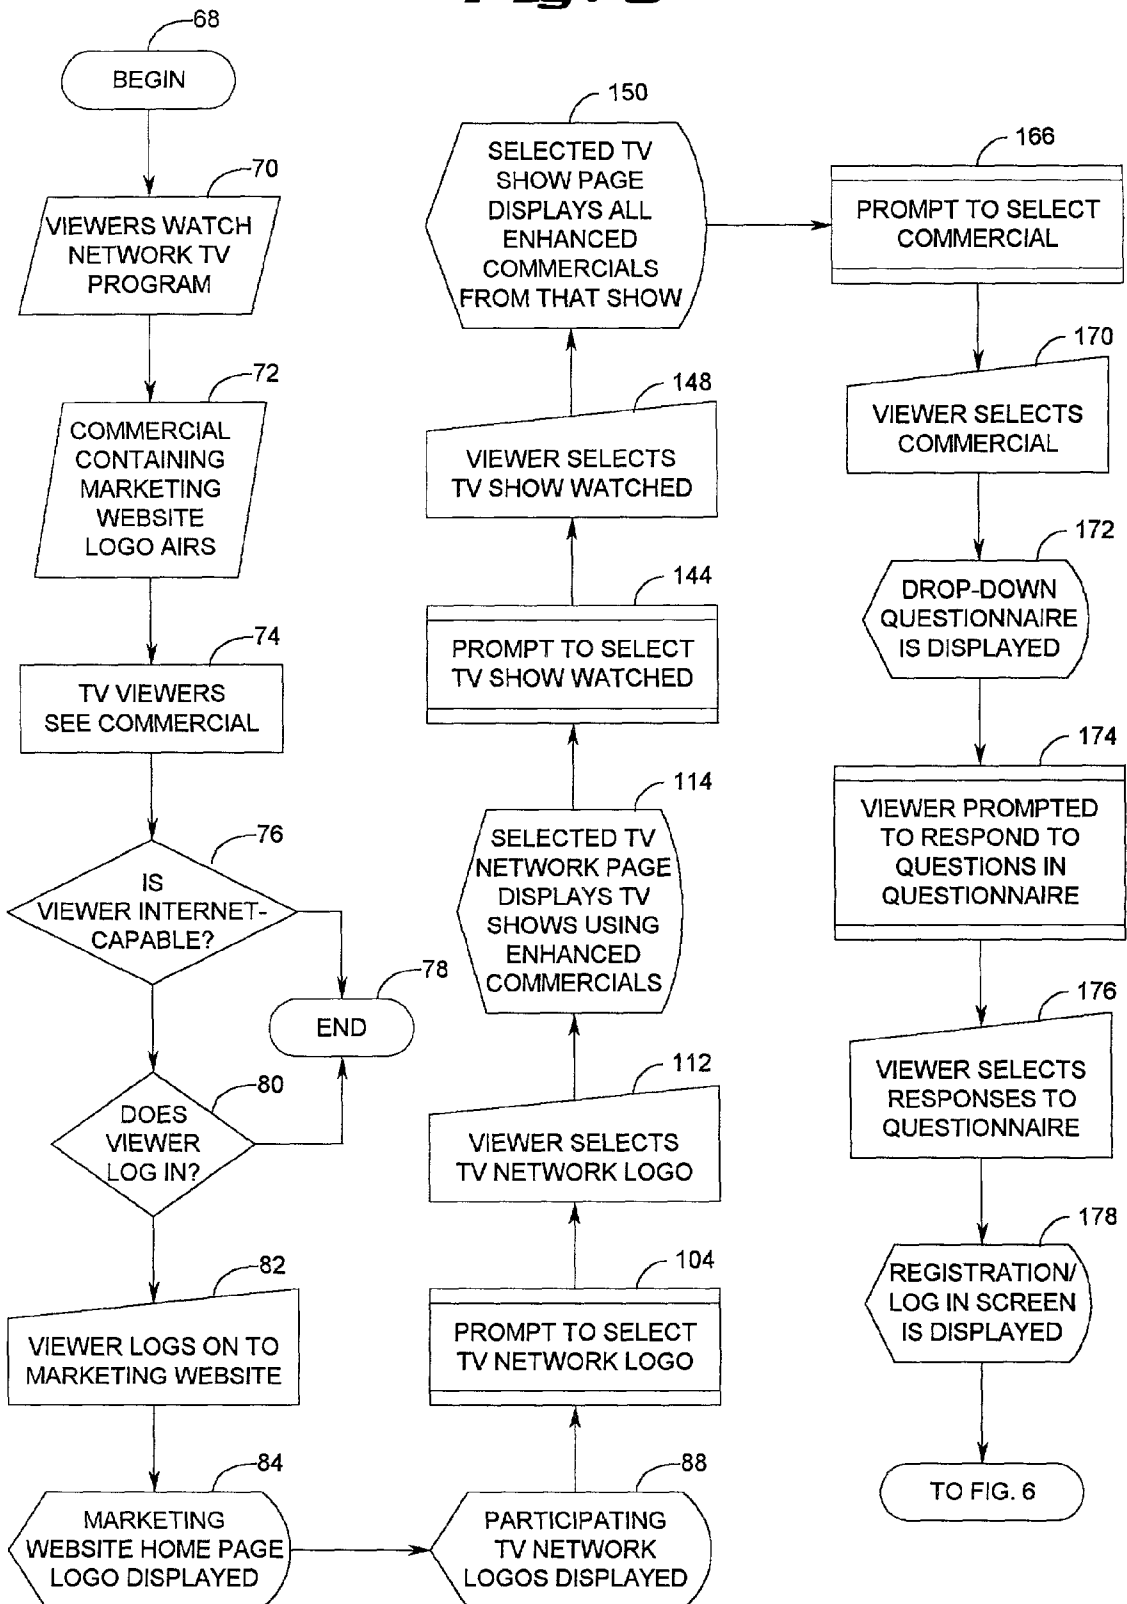 68
BEGIN
70
VIEWERS WATCH
NETWORK TV
PROGRAM
72
COMMERCIAL
CONTAINING
MARKETING
WEBSITE
LOGO AIRS
74
TV VIEWERS
SEE COMMERCIAL
76
IS
VIEWER INTERNET-
CAPABLE?
78
END
80
DOES
VIEWER
LOG IN?
82
VIEWER LOGS ON TO
MARKETING WEBSITE
84
MARKETING
WEBSITE HOME PAGE
LOGO DISPLAYED
88
PARTICIPATING
TV NETWORK
LOGOS DISPLAYED
104
PROMPT TO SELECT
TV NETWORK LOGO
112
VIEWER SELECTS
TV NETWORK LOGO
114
SELECTED TV
NETWORK PAGE
DISPLAYS TV
SHOWS USING
ENHANCED
COMMERCIALS
144
PROMPT TO SELECT
TV SHOW WATCHED
148
VIEWER SELECTS
TV SHOW WATCHED
150
SELECTED TV
SHOW PAGE
DISPLAYS ALL
ENHANCED
COMMERCIALS
FROM THAT SHOW
166
PROMPT TO SELECT
COMMERCIAL
170
VIEWER SELECTS
COMMERCIAL
172
DROP-DOWN
QUESTIONNAIRE
IS DISPLAYED
174
VIEWER PROMPTED
TO RESPOND TO
QUESTIONS IN
QUESTIONNAIRE
176
VIEWER SELECTS
RESPONSES TO
QUESTIONNAIRE
178
REGISTRATION/
LOG IN SCREEN
IS DISPLAYED
TO FIG. 6